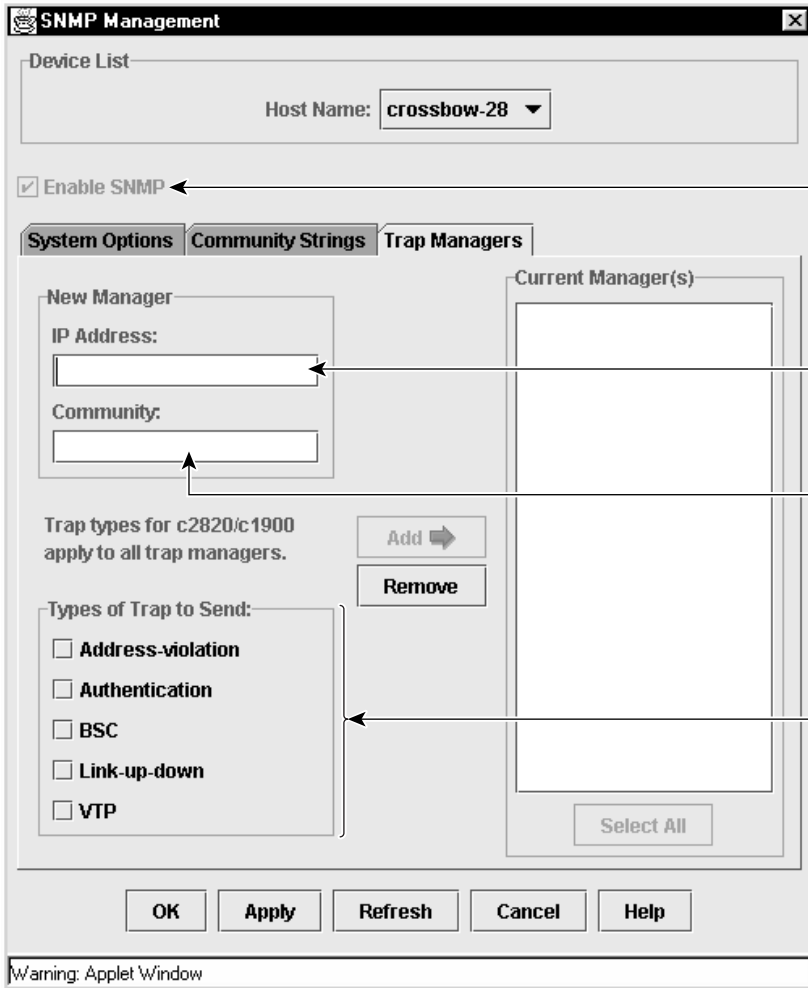 SNMP Management
Device List
Host Name: crossbow-28
Enable SNMP
System Options Community Strings Trap Managers
New Manager
IP Address:
Community:
Trap types for c2820/c1900
apply to all trap managers.
Types of Trap to Send:
Address-violation
Authentication
BSC
Link-up-down
VTP
Add
Remove
Current Manager(s)
Select All
OK Apply Refresh Cancel Help
Warning: Applet Window